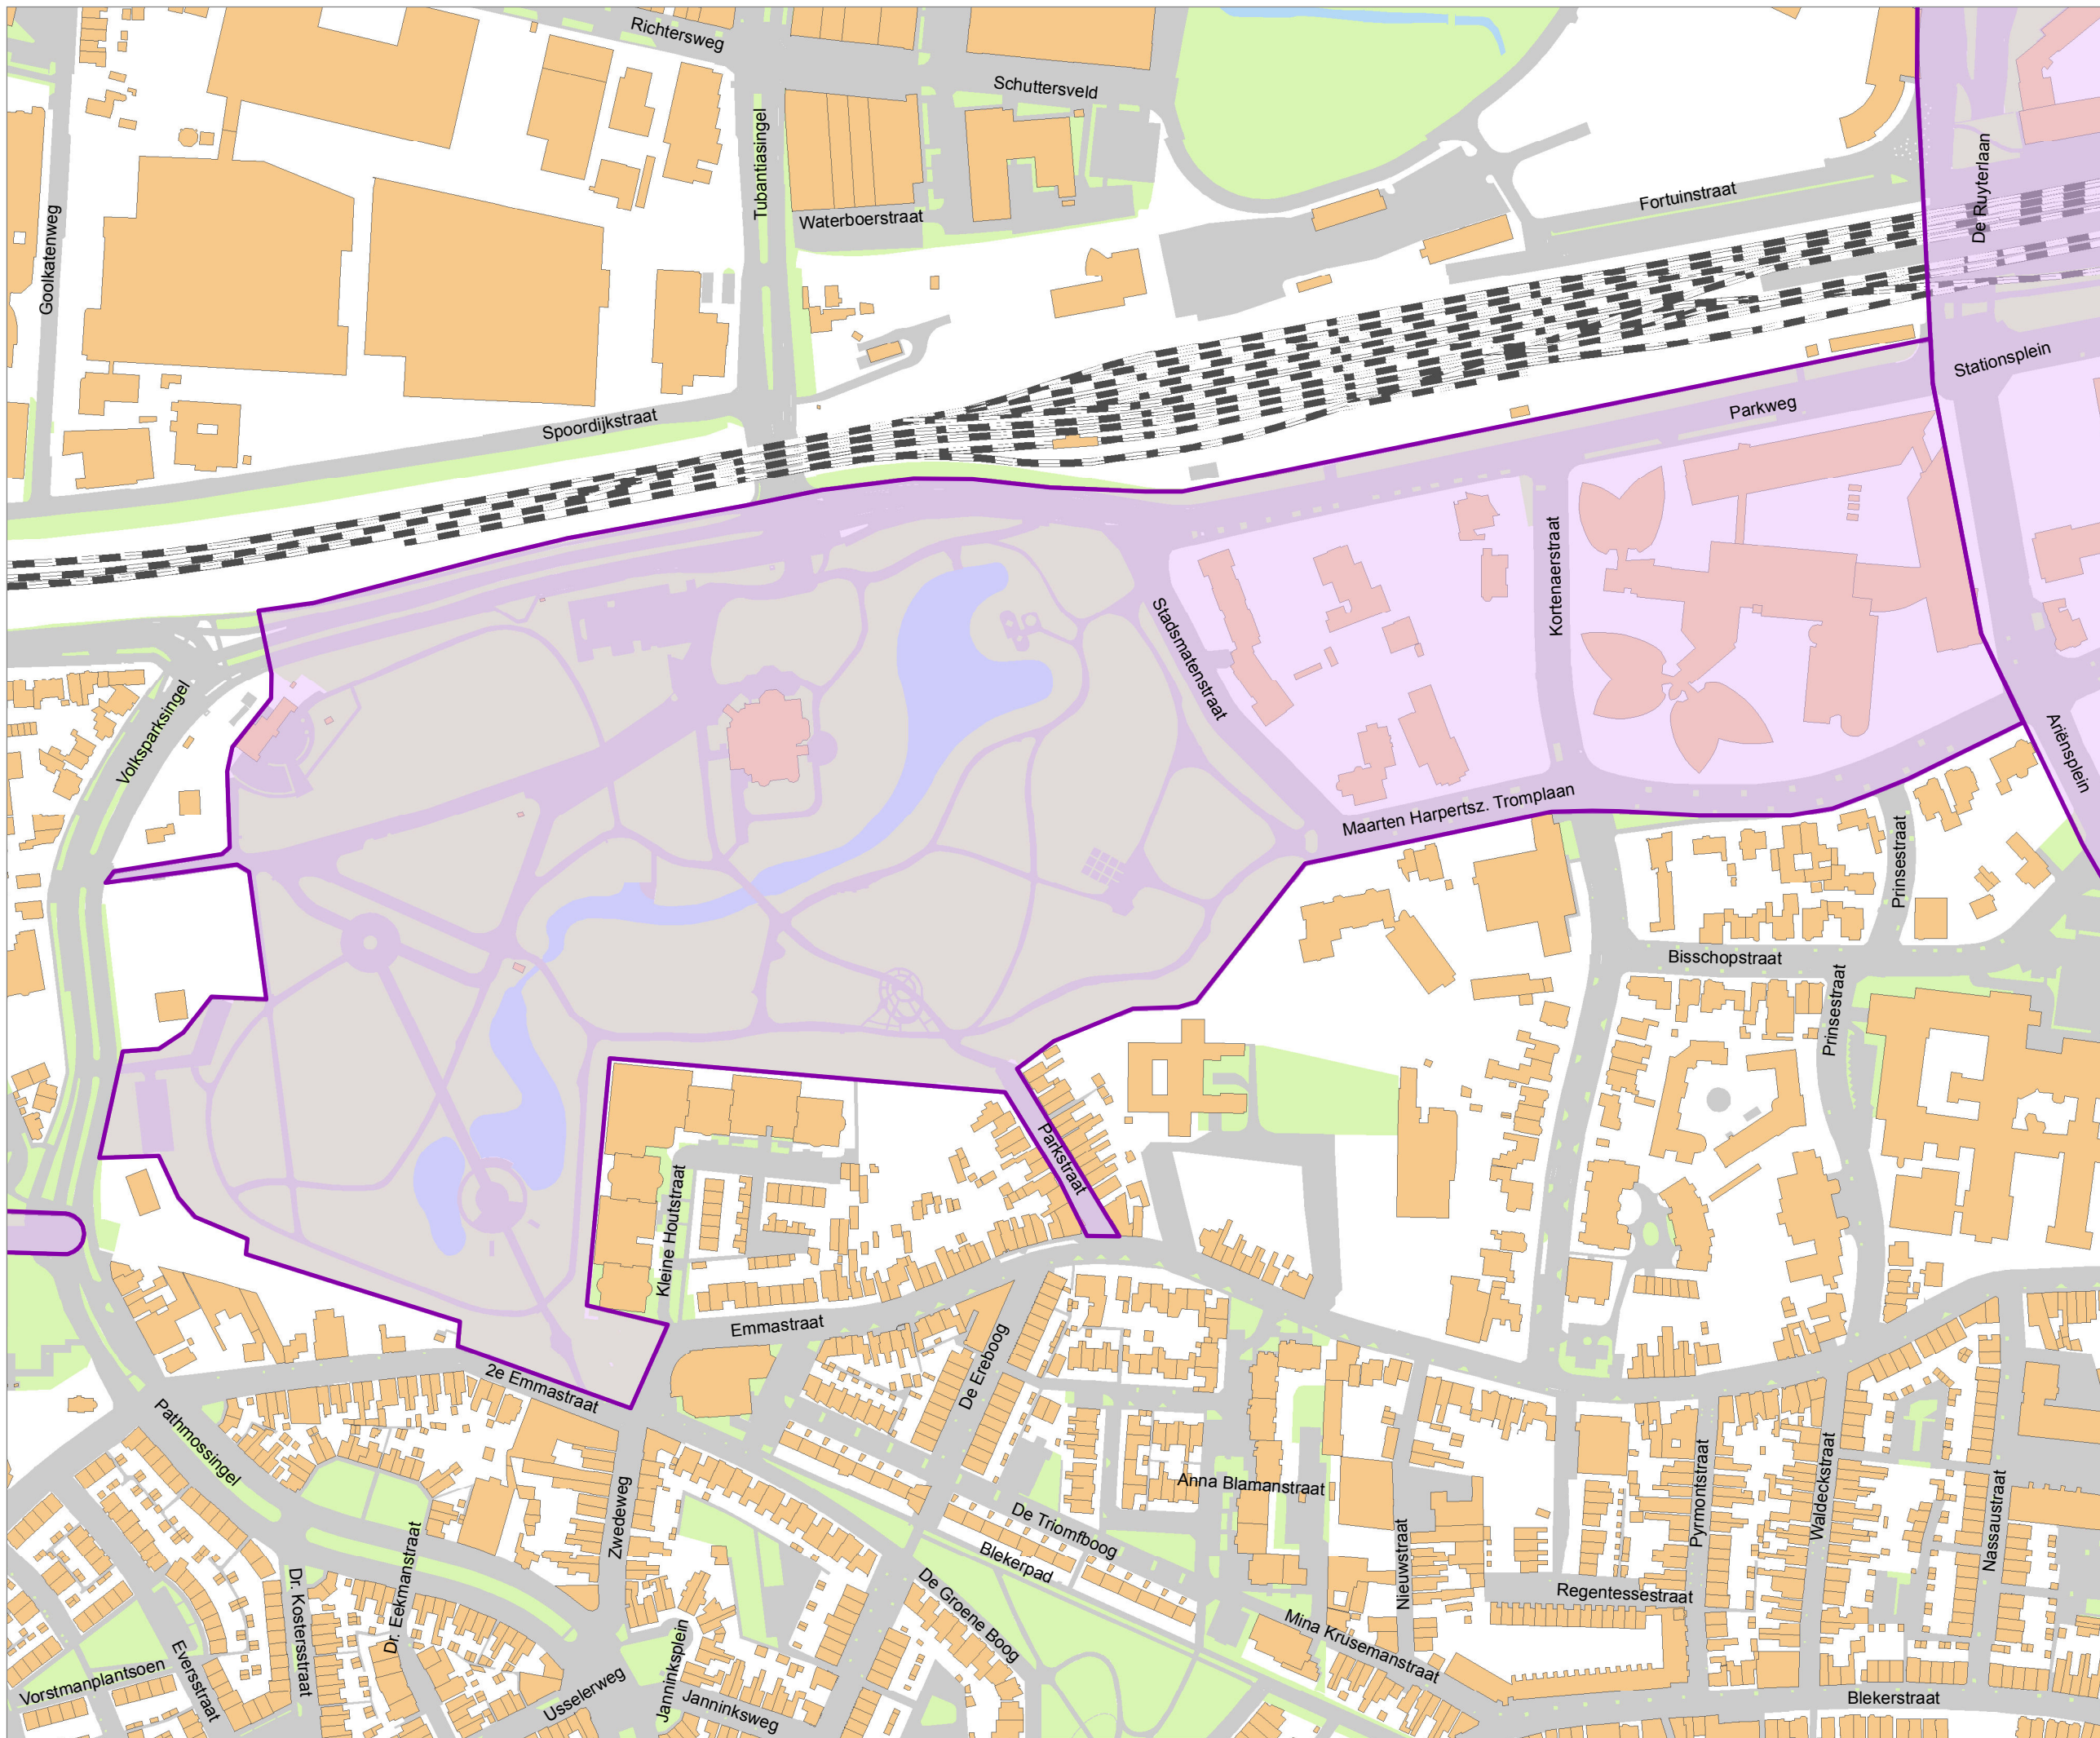 Richtersweg
Schuttersveld
Tubantiasingel
Waterboerstraat
Fortuinstraat
De Ruyterlaan
Goolkatenweg
Stationsplein
Parkweg
Spoordijkstraat
Kortenaerstraat
Stadsmatenstraat
Volksparksingel
Ariënsplein
Maarten Harpertsz. Tromplaan
Prinsestraat
Bisschopstraat
Prinsestraat
Parkstraat
Kleine Houtstraat
Emmastraat
De Ereboog
2e Emmastraat
Pathmossingel
Anna Blamanstraat
Zwedeweg
De Triomfboog
Blekerpad
Pyrmontstraat
Waldeckstraat
Nassaustraat
Nieuwstraat
Dr. Eekmanstraat
Dr. Kostersstraat
De Groene Boog
Regentessestraat
Mina Krusemanstraat
Eversstraat
Vorstmanplantsoen
Usselerweg
Janninksplein
Janninksweg
Blekerstraat